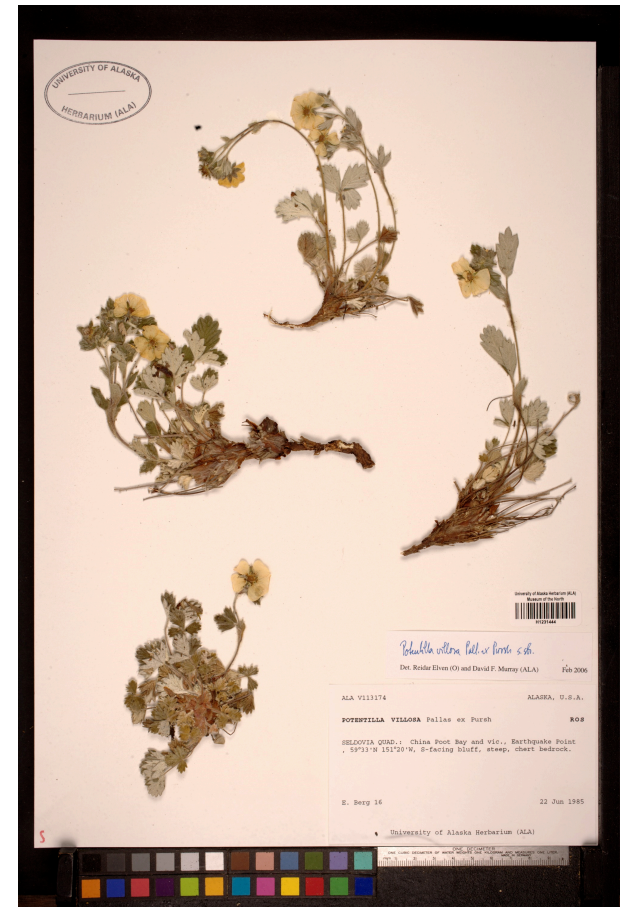 UNIVERSITY OF ALASKA
HERBARIUM (ALA)
University of Alaska Herbarium (ALA)
Museum of the North
H1231444
Potentilla villosa Pall. ex Pursh s. str.
Det. Reidar Elven (O) and David F. Murray (ALA) Feb 2006
ALA V113174 ALASKA, U.S.A.
POTENTILLA VILLOSA Pallas ex Pursh ROS
SELDOVIA QUAD.: China Poot Bay and vic., Earthquake Point
, 59°33'N 151°20'W, S-facing bluff, steep, chert bedrock.
E. Berg 16 22 Jun 1985
University of Alaska Herbarium (ALA)
S